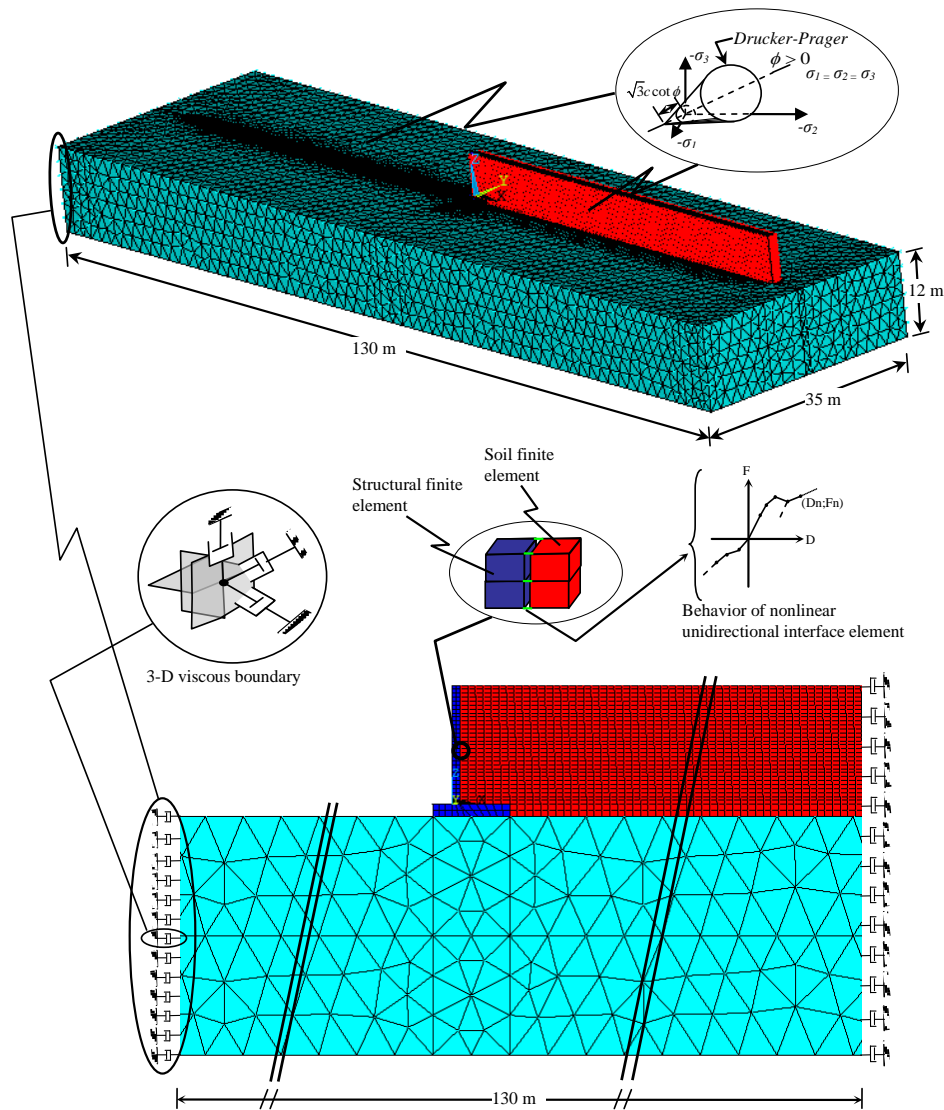 Drucker-Prager
-σ3
ϕ > 0
σ1 = σ2 = σ3
√3c cot ϕ
-σ2
-σ1
Z
Y
X
12 m
130 m
35 m
Soil finite
element
Structural finite
element
F
(Dn;Fn)
D
Behavior of nonlinear
unidirectional interface element
3-D viscous boundary
Z
Y
X
130 m